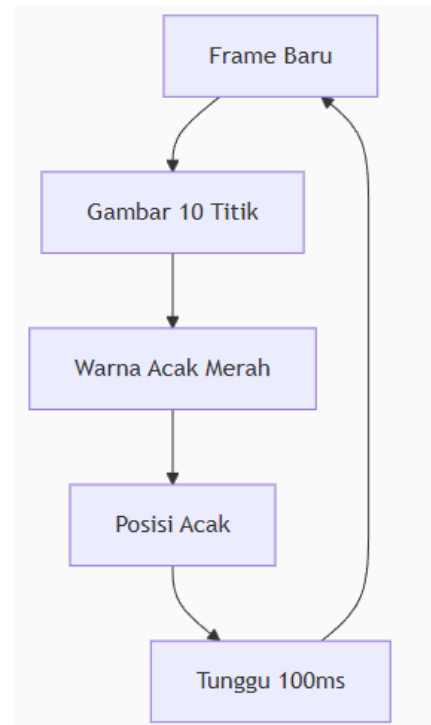 Frame Baru
Gambar 10 Titik
Warna Acak Merah
Posisi Acak
Tunggu 100ms